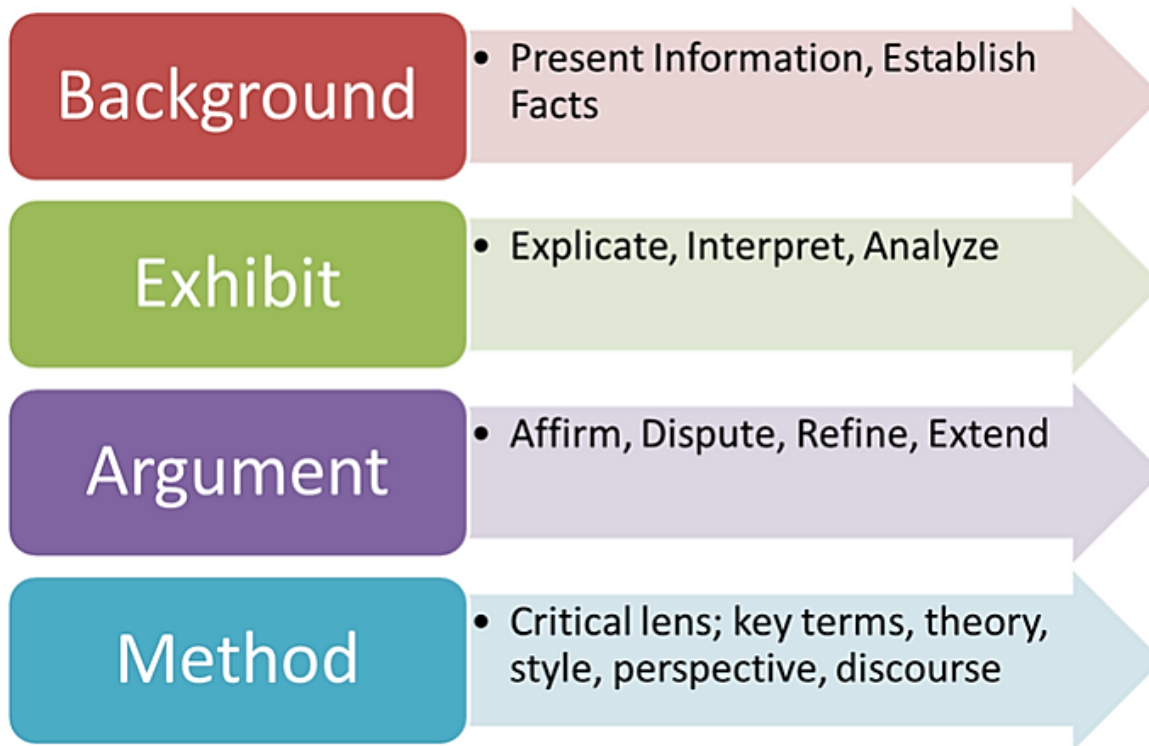 Background
• Present Information, Establish
Facts
Exhibit
• Explicate, Interpret, Analyze
Argument
• Affirm, Dispute, Refine, Extend
Method
• Critical lens; key terms, theory,
style, perspective, discourse